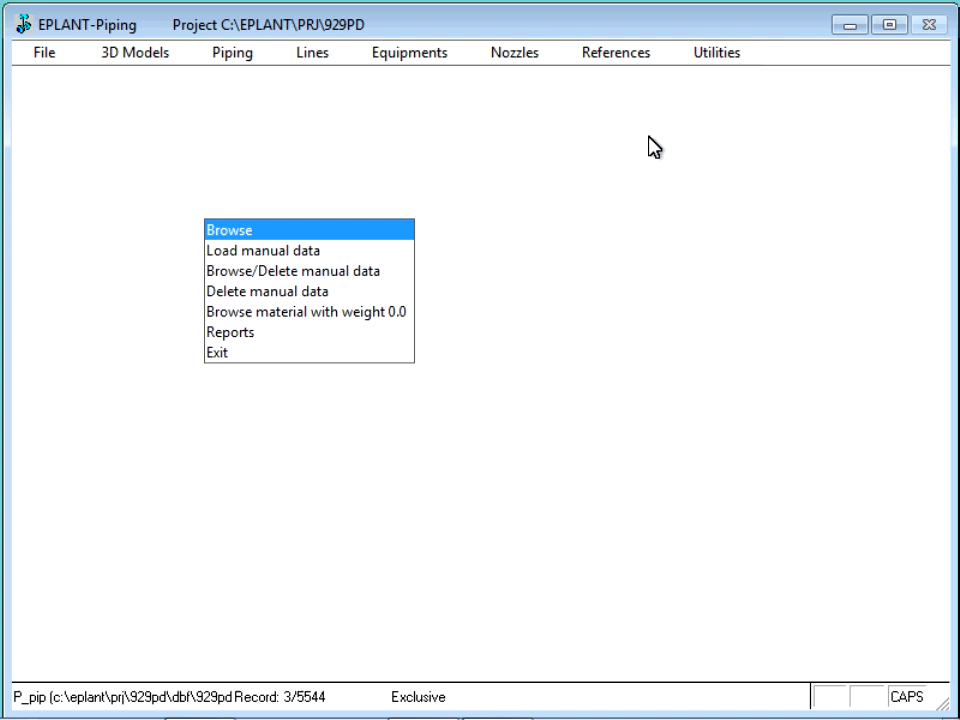 EPLANT-Piping Project C:\EPLANT\PRJ\929PD
File 3D Models Piping Lines Equipments Nozzles References Utilities
Browse
Load manual data
Browse/Delete manual data
Delete manual data
Browse material with weight 0.0
Reports
Exit
P_pip (c:\eplant\prj\929pd\dbf\929pd Record: 3/5544 Exclusive CAPS